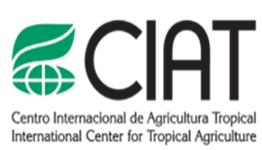 CIAT
Centro Internacional de Agricultura Tropical
International Center for Tropical Agriculture